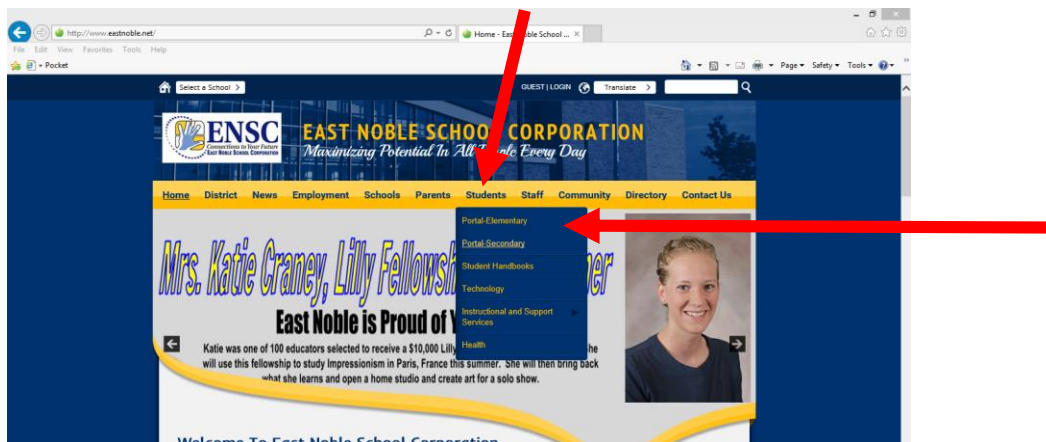 http://www.eastnoble.net/
Home - East Noble School ...
File Edit View Favorites Tools Help
Pocket
Page Safety Tools
Select a School >
GUEST | LOGIN Translate >
ENSC
Connections to Your Future
East Noble School Corporation
EAST NOBLE SCHOOL CORPORATION
Maximizing Potential In All People Every Day
Home District News Employment Schools Parents Students Staff Community Directory Contact Us
Portal-Elementary
Portal-Secondary
Student Handbooks
Technology
Instructional and Support
Services
Health
Mrs. Katie Craney, Lilly
East Noble is Proud of
Katie was one of 100 educators selected to receive a $10,000 Lilly
will use this fellowship to study Impressionism in Paris, France this summer. She will then bring back
what she learns and open a home studio and create art for a solo show.
Welcome To East Noble School Corporation